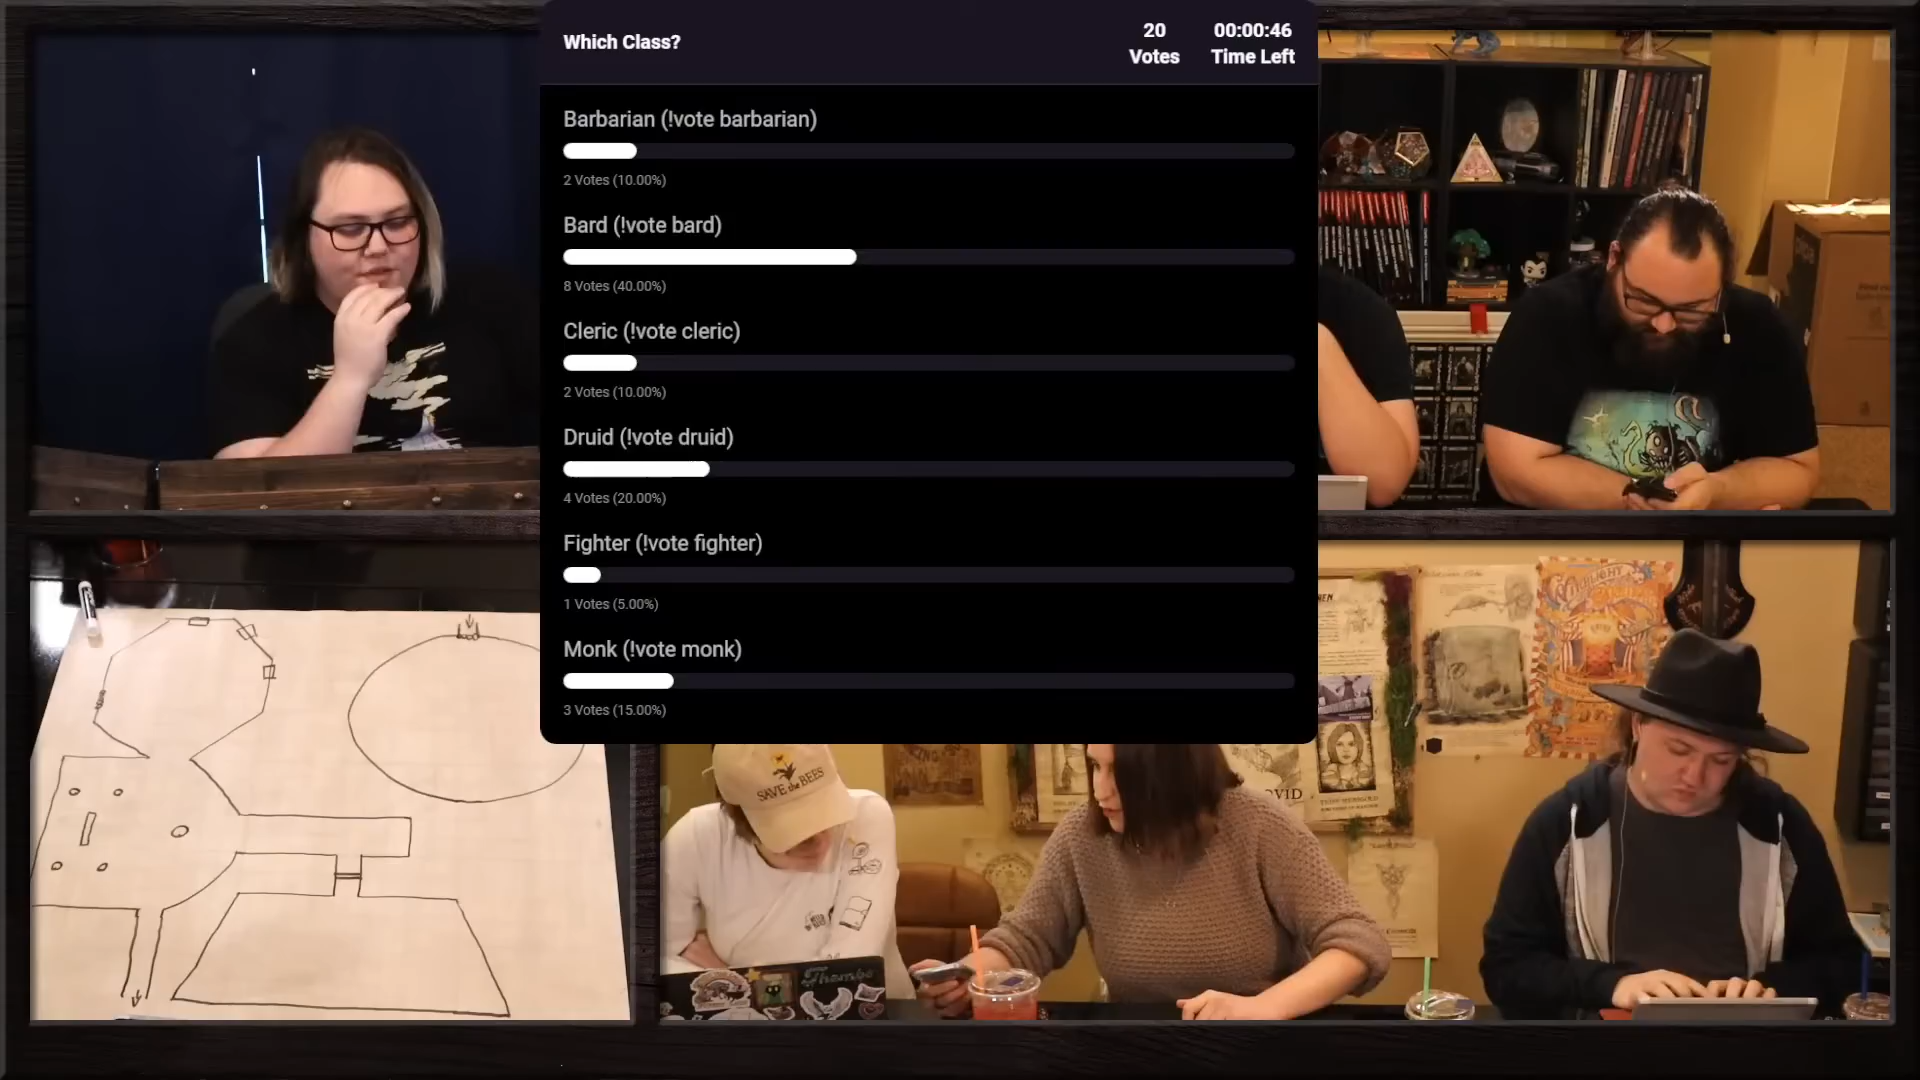 Which Class?
20
Votes
00:00:46
Time Left
Barbarian (!vote barbarian)
2 Votes (10.00%)
Bard (!vote bard)
8 Votes (40.00%)
Cleric (!vote cleric)
2 Votes (10.00%)
Druid (!vote druid)
4 Votes (20.00%)
Fighter (!vote fighter)
1 Votes (5.00%)
Monk (!vote monk)
3 Votes (15.00%)
SAVE the BEES
OVID
Thambo